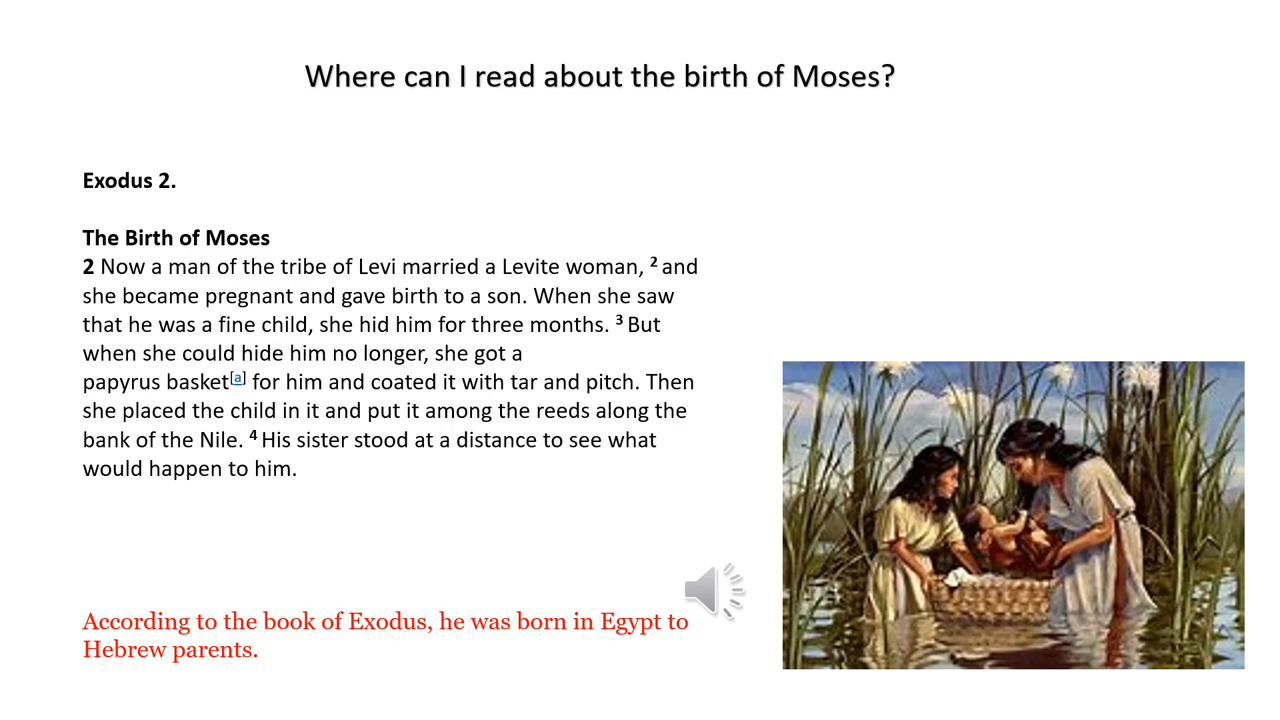 Where can I read about the birth of Moses?
Exodus 2.
The Birth of Moses
2 Now a man of the tribe of Levi married a Levite woman, 2 and
she became pregnant and gave birth to a son. When she saw
that he was a fine child, she hid him for three months. 3 But
when she could hide him no longer, she got a
papyrus basket[a] for him and coated it with tar and pitch. Then
she placed the child in it and put it among the reeds along the
bank of the Nile. 4 His sister stood at a distance to see what
would happen to him.
According to the book of Exodus, he was born in Egypt to
Hebrew parents.